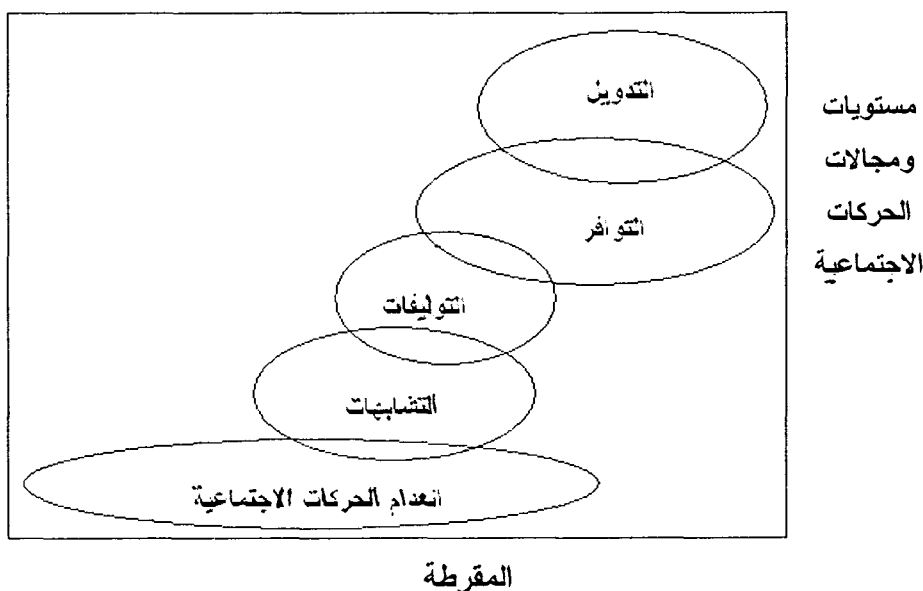 التدويل
التوافر
التوليفات
التشابهات
انعدام الحركات الاجتماعية
مستويات
ومجالات
الحركات
الاجتماعية
المقرطة